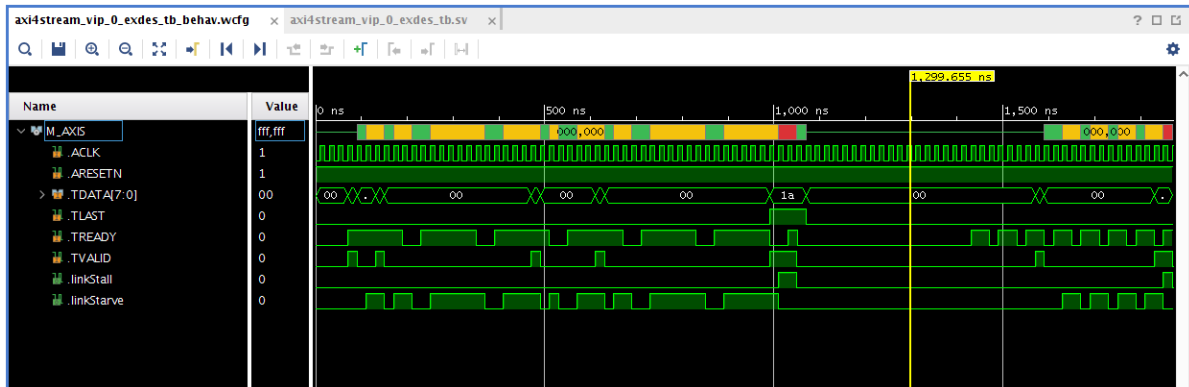 axi4stream_vip_0_exdes_tb_behav.wcfg × axi4stream_vip_0_exdes_tb.sv × ?
1,299.655 ns
Name Value 0 ns 500 ns 1,000 ns 1,500 ns
M_AXIS fff,fff 000,000 000,000
.ACLK 1
.ARESETN 1
.TDATA[7:0] 00 00 . 00 00 00 1a 00 00 .
.TLAST 0
.TREADY 0
.TVALID 0
.linkStall 0
.linkStarve 0